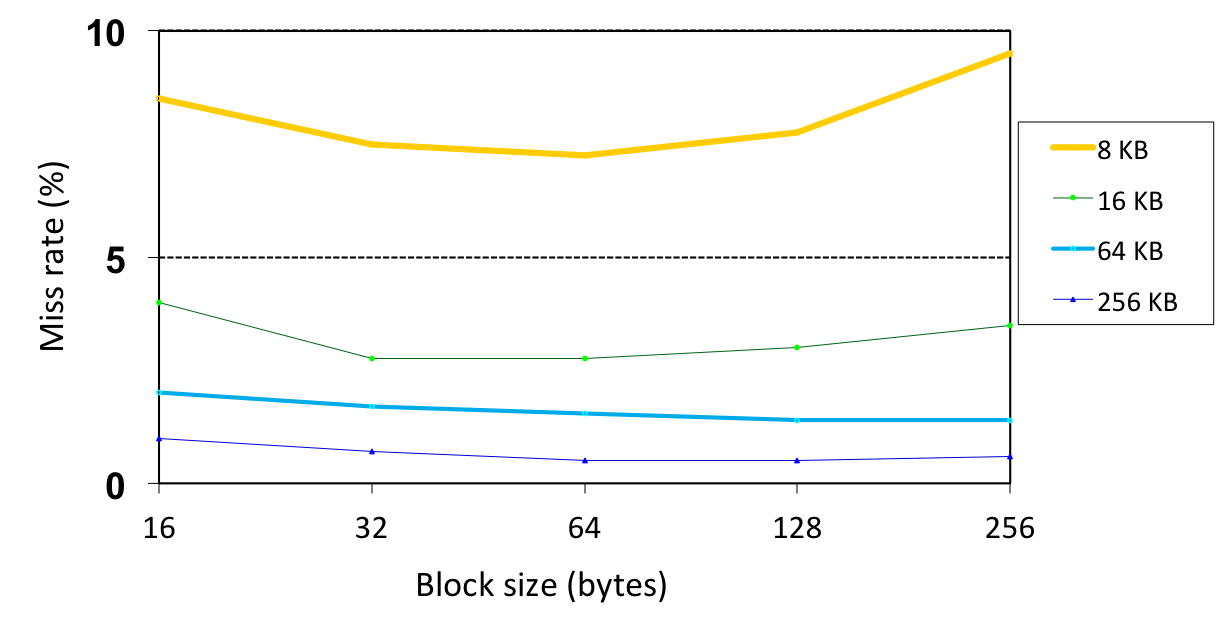 10
5
0
Miss rate (%)
16 32 64 128 256
Block size (bytes)
8 KB
16 KB
64 KB
256 KB